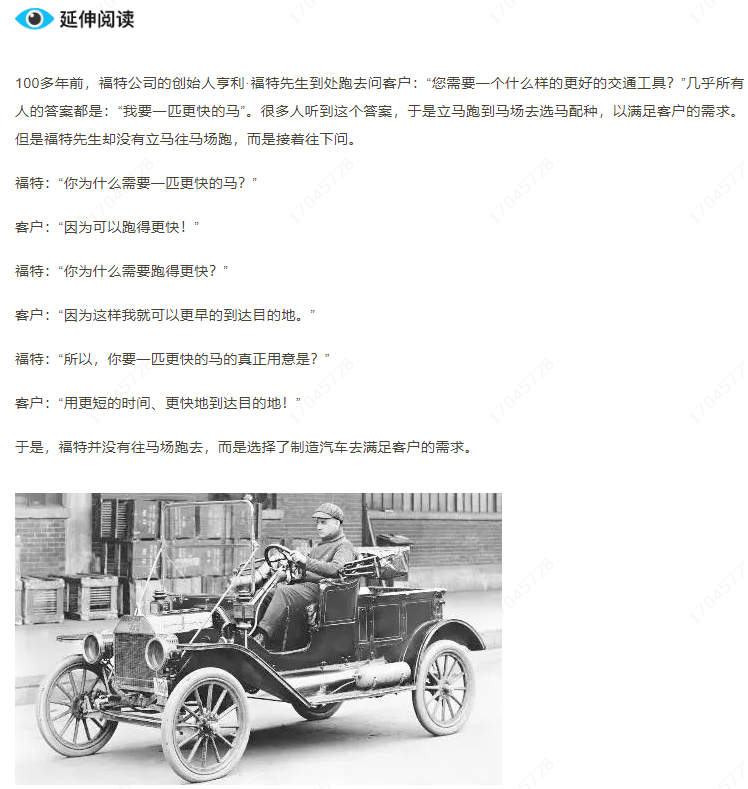 延伸阅读
100多年前，福特公司的创始人亨利·福特先生到处跑去问客户：“您需要一个什么样的更好的交通工具？”几乎所有
人的答案都是：“我要一匹更快的马”。很多人听到这个答案，于是立马跑到马场去选马配种，以满足客户的需求。
但是福特先生却没有立马往马场跑，而是接着往下问。
福特：“你为什么需要一匹更快的马？”
客户：“因为可以跑得更快！”
福特：“你为什么需要跑得更快？”
客户：“因为这样我就可以更早的到达目的地。”
福特：“所以，你要一匹更快的马的真正用意是？”
客户：“用更短的时间、更快地到达目的地！”
于是，福特并没有往马场跑去，而是选择了制造汽车去满足客户的需求。
17045728